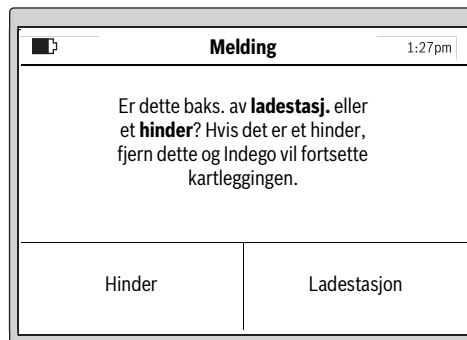 Melding 1:27pm
Er dette baks. av ladestasj. eller
et hinder? Hvis det er et hinder,
fjern dette og Indego vil fortsette
kartleggingen.
Hinder Ladestasjon